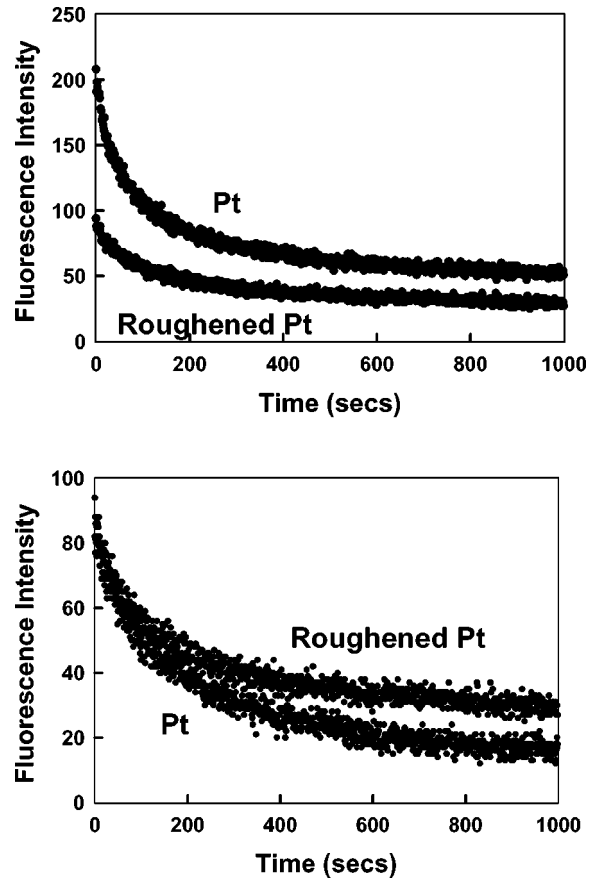 250
200
150
100
50
0
Fluorescence Intensity
Pt
Roughened Pt
0 200 400 600 800 1000
Time (secs)
100
80
60
40
20
0
Fluorescence Intensity
Roughened Pt
Pt
0 200 400 600 800 1000
Time (secs)